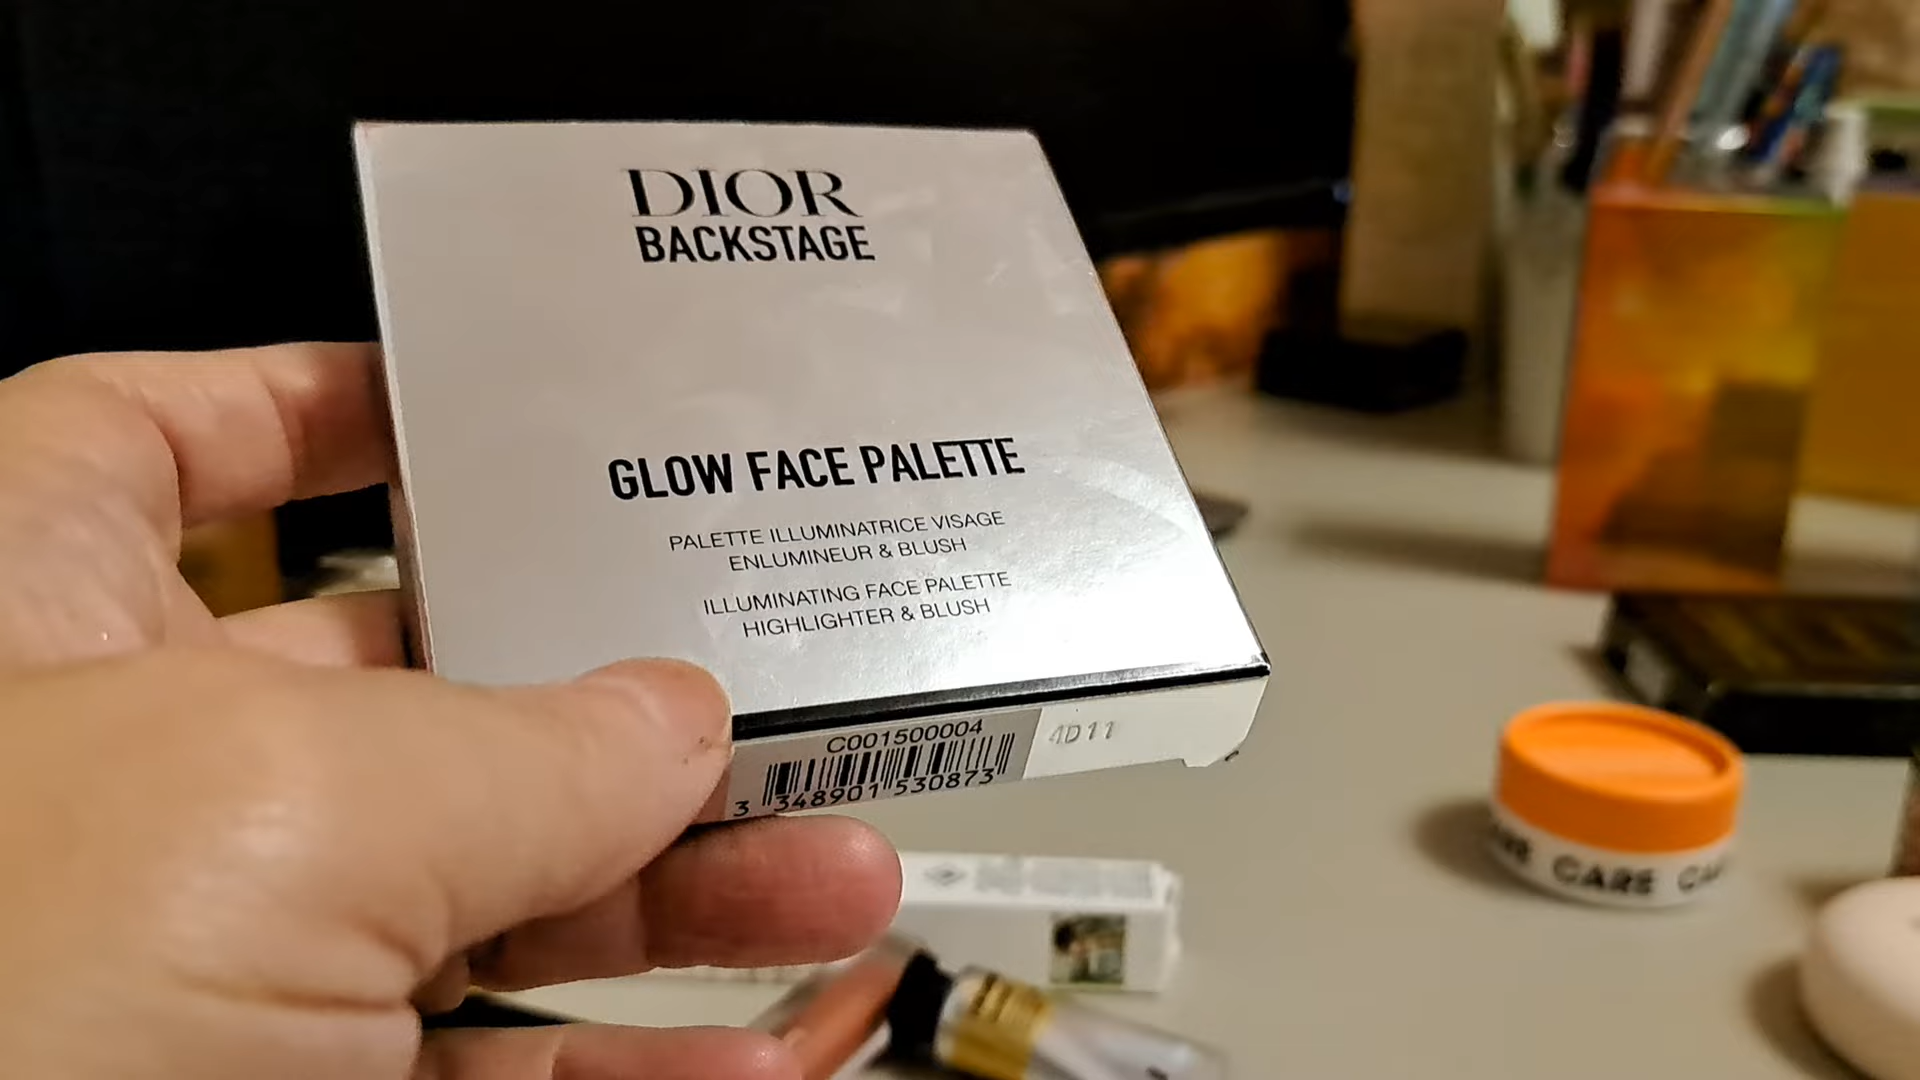 DIOR
BACKSTAGE
GLOW FACE PALETTE
PALETTE ILLUMINATRICE VISAGE
ENLUMINEUR & BLUSH
ILLUMINATING FACE PALETTE
HIGHLIGHTER & BLUSH
C001500004
4D11
3 348901 530873
CARE